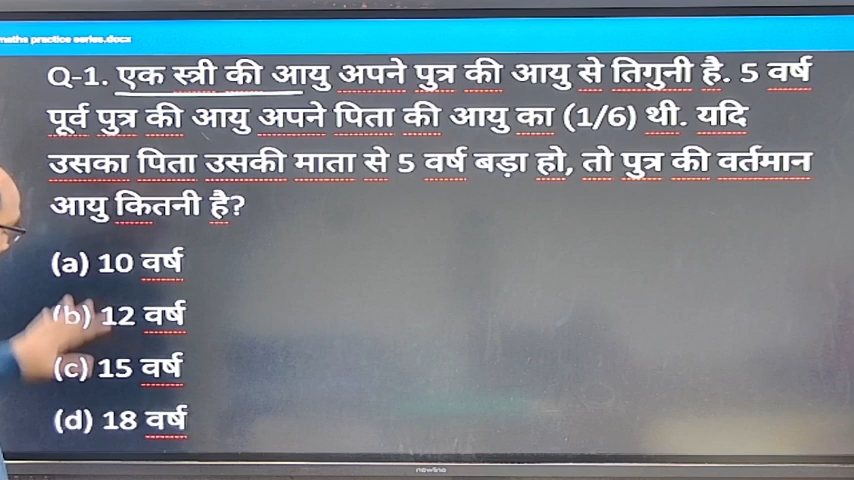 maths practice series.docx
Q-1. एक स्त्री की आयु अपने पुत्र की आयु से तिगुनी है. 5 वर्ष
पूर्व पुत्र की आयु अपने पिता की आयु का (1/6) थी. यदि
उसका पिता उसकी माता से 5 वर्ष बड़ा हो, तो पुत्र की वर्तमान
आयु कितनी है?
(a) 10 वर्ष
(b) 12 वर्ष
(c) 15 वर्ष
(d) 18 वर्ष
newline